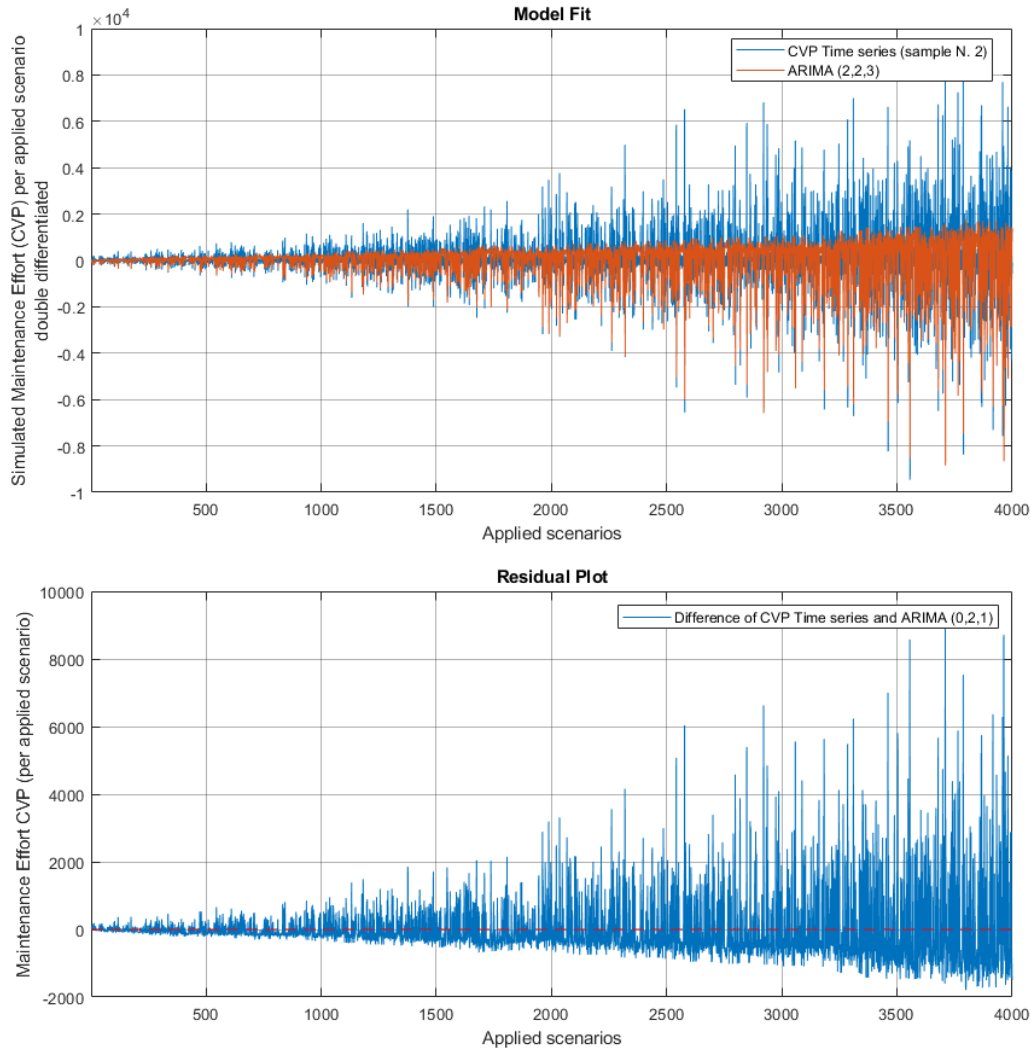 Model Fit
×10⁴
1
0.8
0.6
0.4
0.2
0
-0.2
-0.4
-0.6
-0.8
-1
Simulated Maintenance Effort (CVP) per applied scenario
double differentiated
CVP Time series (sample N. 2)
ARIMA (2,2,3)
500 1000 1500 2000 2500 3000 3500 4000
Applied scenarios
Residual Plot
10000
8000
6000
4000
2000
0
-2000
Maintenance Effort CVP (per applied scenario)
Difference of CVP Time series and ARIMA (0,2,1)
500 1000 1500 2000 2500 3000 3500 4000
Applied scenarios